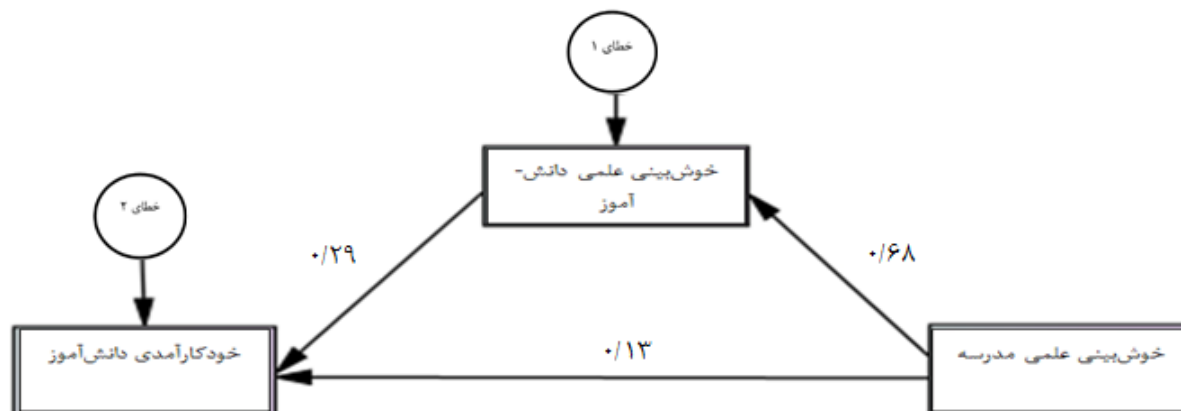 خطای ۱
خوش‌بینی علمی دانش-
آموز
خطای ۲
۰/۲۹
۰/۶۸
خودکارآمدی دانش‌آموز
۰/۱۳
خوش‌بینی علمی مدرسه